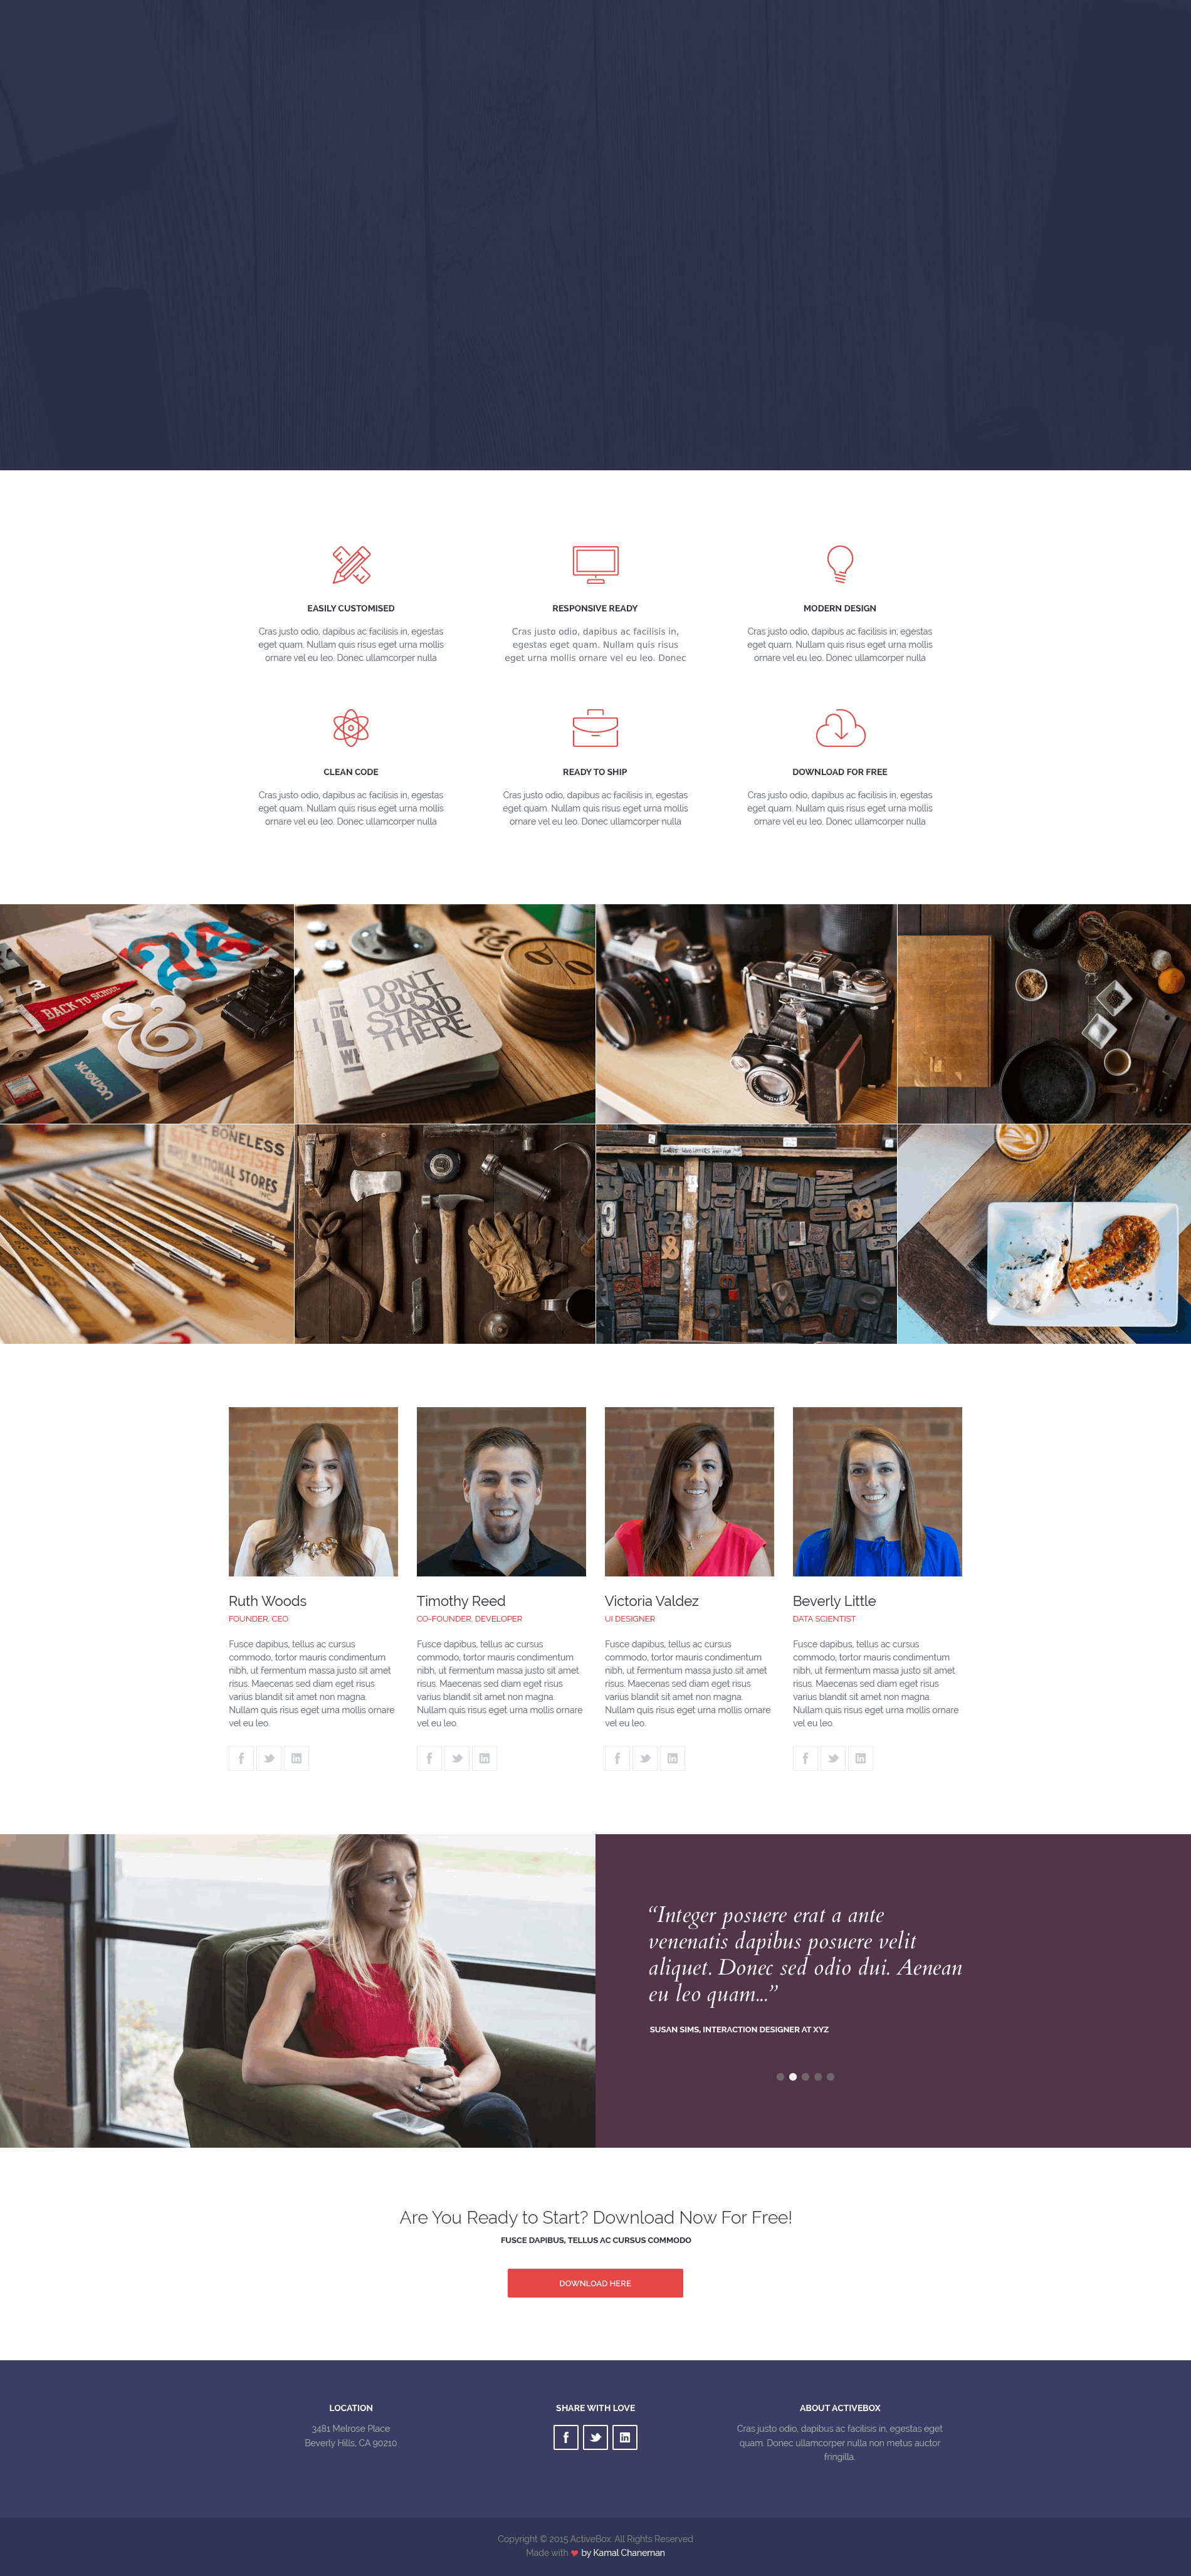 EASILY CUSTOMISED
Cras justo odio, dapibus ac facilisis in, egestas
eget quam. Nullam quis risus eget urna mollis
ornare vel eu leo. Donec ullamcorper nulla
RESPONSIVE READY
Cras justo odio, dapibus ac facilisis in,
egestas eget quam. Nullam quis risus
eget urna mollis ornare vel eu leo. Donec
MODERN DESIGN
Cras justo odio, dapibus ac facilisis in, egestas
eget quam. Nullam quis risus eget urna mollis
ornare vel eu leo. Donec ullamcorper nulla
CLEAN CODE
Cras justo odio, dapibus ac facilisis in, egestas
eget quam. Nullam quis risus eget urna mollis
ornare vel eu leo. Donec ullamcorper nulla
READY TO SHIP
Cras justo odio, dapibus ac facilisis in, egestas
eget quam. Nullam quis risus eget urna mollis
ornare vel eu leo. Donec ullamcorper nulla
DOWNLOAD FOR FREE
Cras justo odio, dapibus ac facilisis in, egestas
eget quam. Nullam quis risus eget urna mollis
ornare vel eu leo. Donec ullamcorper nulla
BACK TO SCHOOL
&
UGMONK
DON'T
JUST
STAND
THERE
BONELESS
STORES
Ruth Woods
FOUNDER, CEO
Fusce dapibus, tellus ac cursus
commodo, tortor mauris condimentum
nibh, ut fermentum massa justo sit amet
risus. Maecenas sed diam eget risus
varius blandit sit amet non magna.
Nullam quis risus eget urna mollis ornare
vel eu leo.
Timothy Reed
CO-FOUNDER, DEVELOPER
Fusce dapibus, tellus ac cursus
commodo, tortor mauris condimentum
nibh, ut fermentum massa justo sit amet
risus. Maecenas sed diam eget risus
varius blandit sit amet non magna.
Nullam quis risus eget urna mollis ornare
vel eu leo.
Victoria Valdez
UI DESIGNER
Fusce dapibus, tellus ac cursus
commodo, tortor mauris condimentum
nibh, ut fermentum massa justo sit amet
risus. Maecenas sed diam eget risus
varius blandit sit amet non magna.
Nullam quis risus eget urna mollis ornare
vel eu leo.
Beverly Little
DATA SCIENTIST
Fusce dapibus, tellus ac cursus
commodo, tortor mauris condimentum
nibh, ut fermentum massa justo sit amet
risus. Maecenas sed diam eget risus
varius blandit sit amet non magna.
Nullam quis risus eget urna mollis ornare
vel eu leo.
“Integer posuere erat a ante
venenatis dapibus posuere velit
aliquet. Donec sed odio dui. Aenean
eu leo quam...”
SUSAN SIMS, INTERACTION DESIGNER AT XYZ
Are You Ready to Start? Download Now For Free!
FUSCE DAPIBUS, TELLUS AC CURSUS COMMODO
DOWNLOAD HERE
LOCATION
3481 Melrose Place
Beverly Hills, CA 90210
SHARE WITH LOVE
ABOUT ACTIVEBOX
Cras justo odio, dapibus ac facilisis in, egestas eget
quam. Donec ullamcorper nulla non metus auctor
fringilla.
Copyright © 2015 ActiveBox. All Rights Reserved
Made with ♥ by Kamal Chaneman